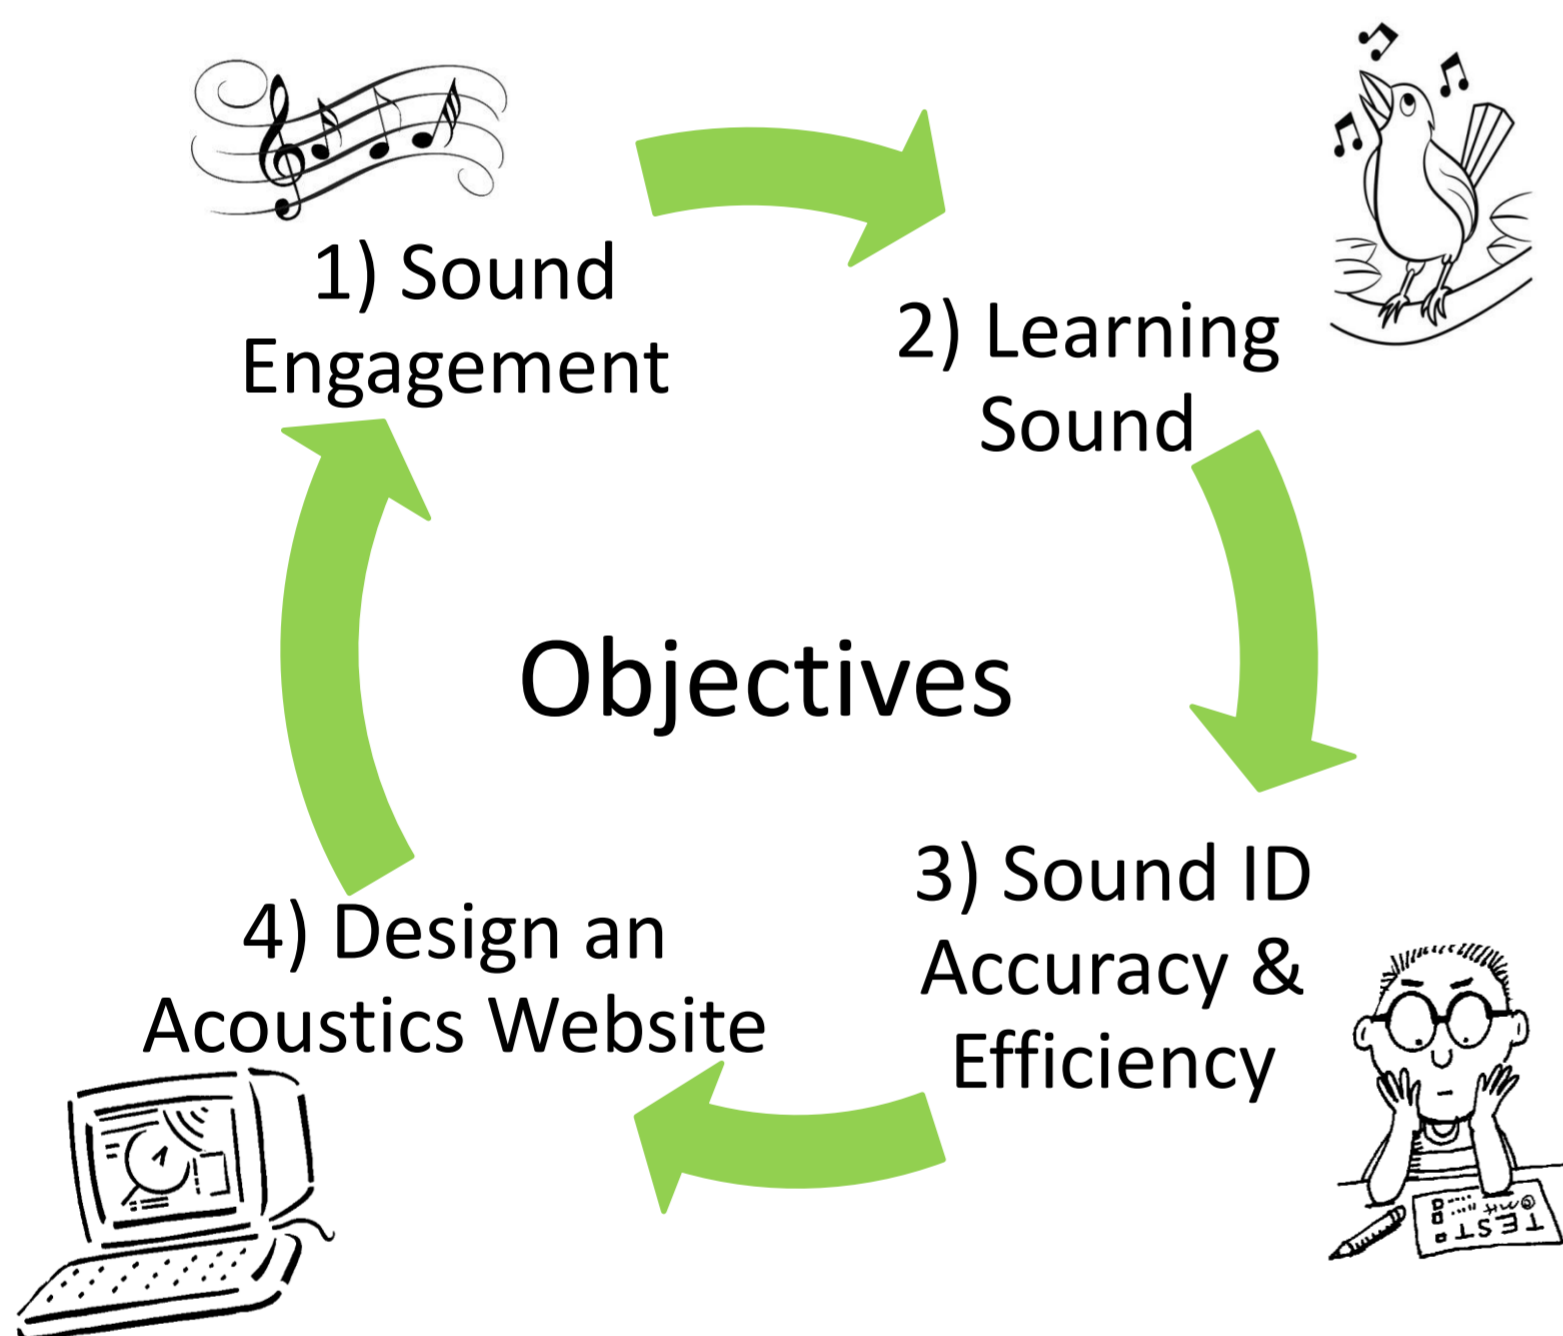 1) Sound
Engagement
2) Learning
Sound
Objectives
3) Sound ID
Accuracy &
Efficiency
4) Design an
Acoustics Website
TEST